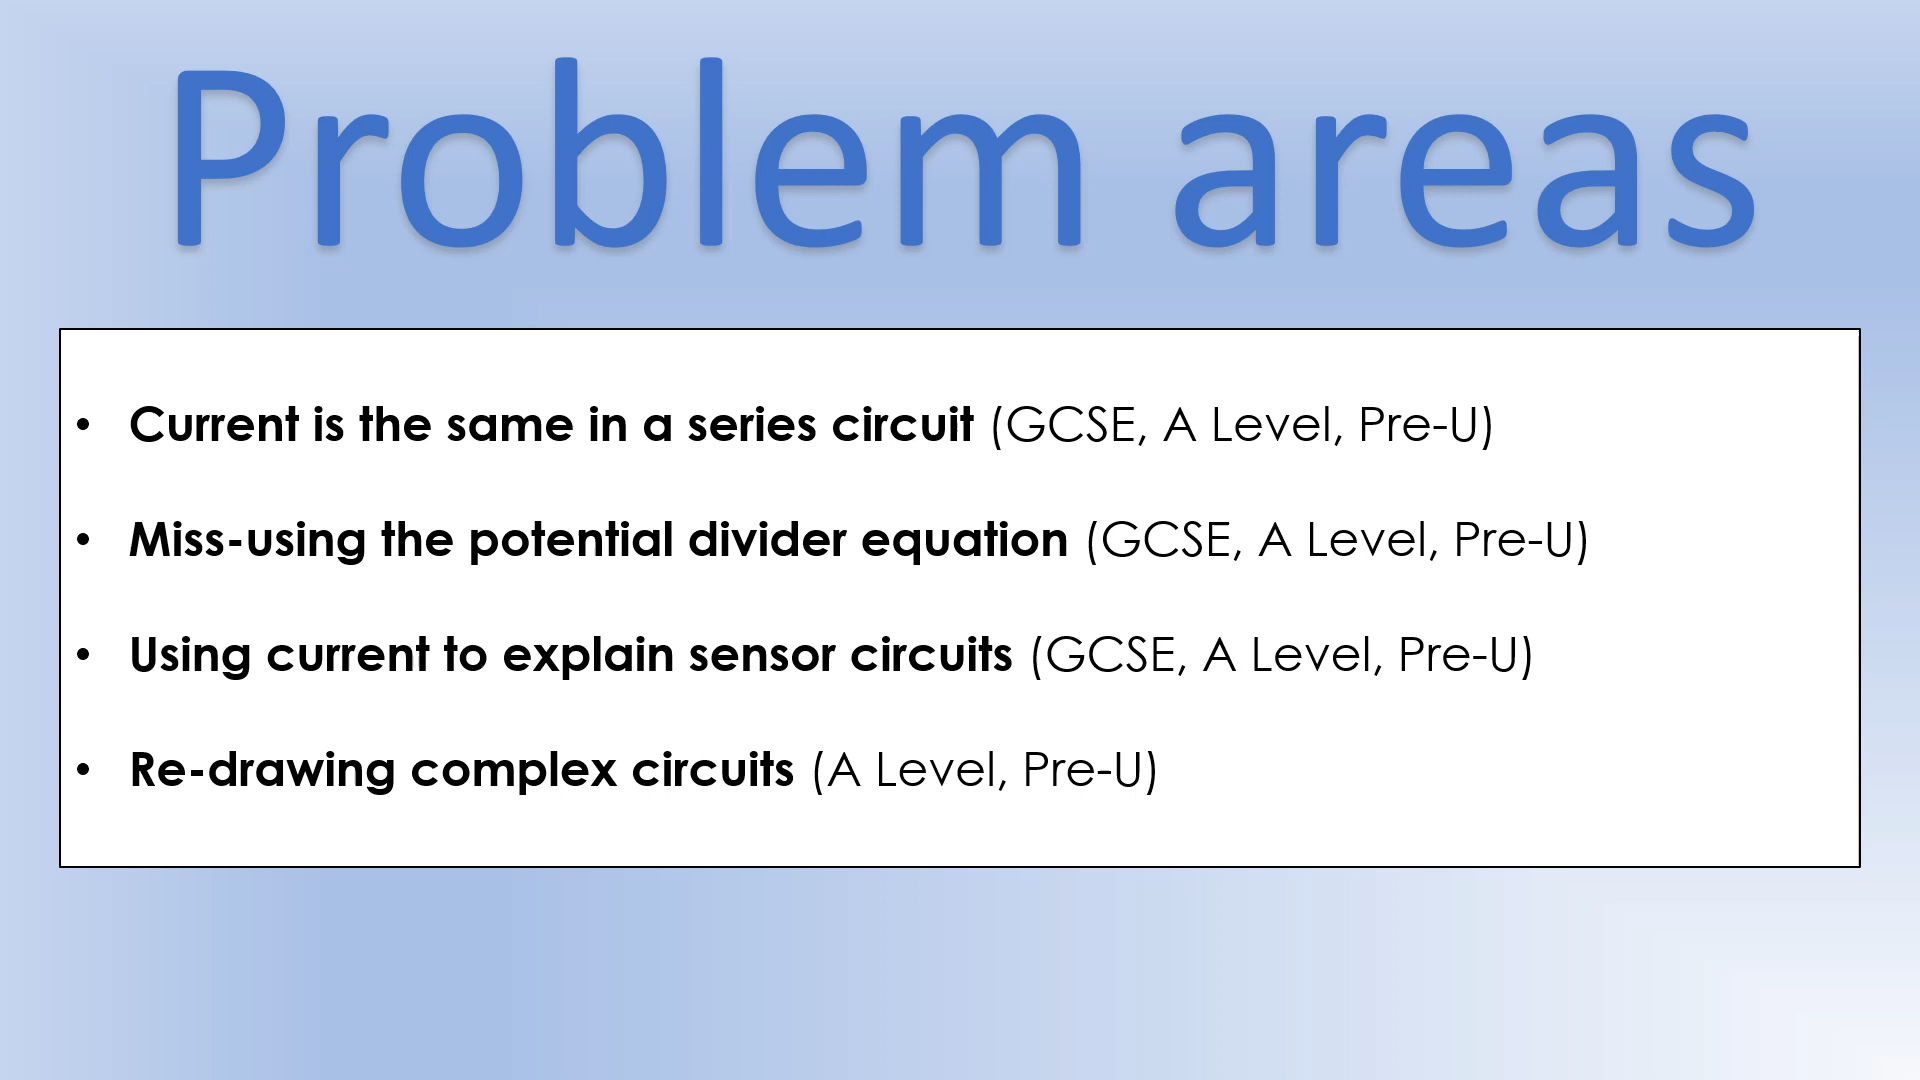 Problem areas
• Current is the same in a series circuit (GCSE, A Level, Pre-U)
• Miss-using the potential divider equation (GCSE, A Level, Pre-U)
• Using current to explain sensor circuits (GCSE, A Level, Pre-U)
• Re-drawing complex circuits (A Level, Pre-U)